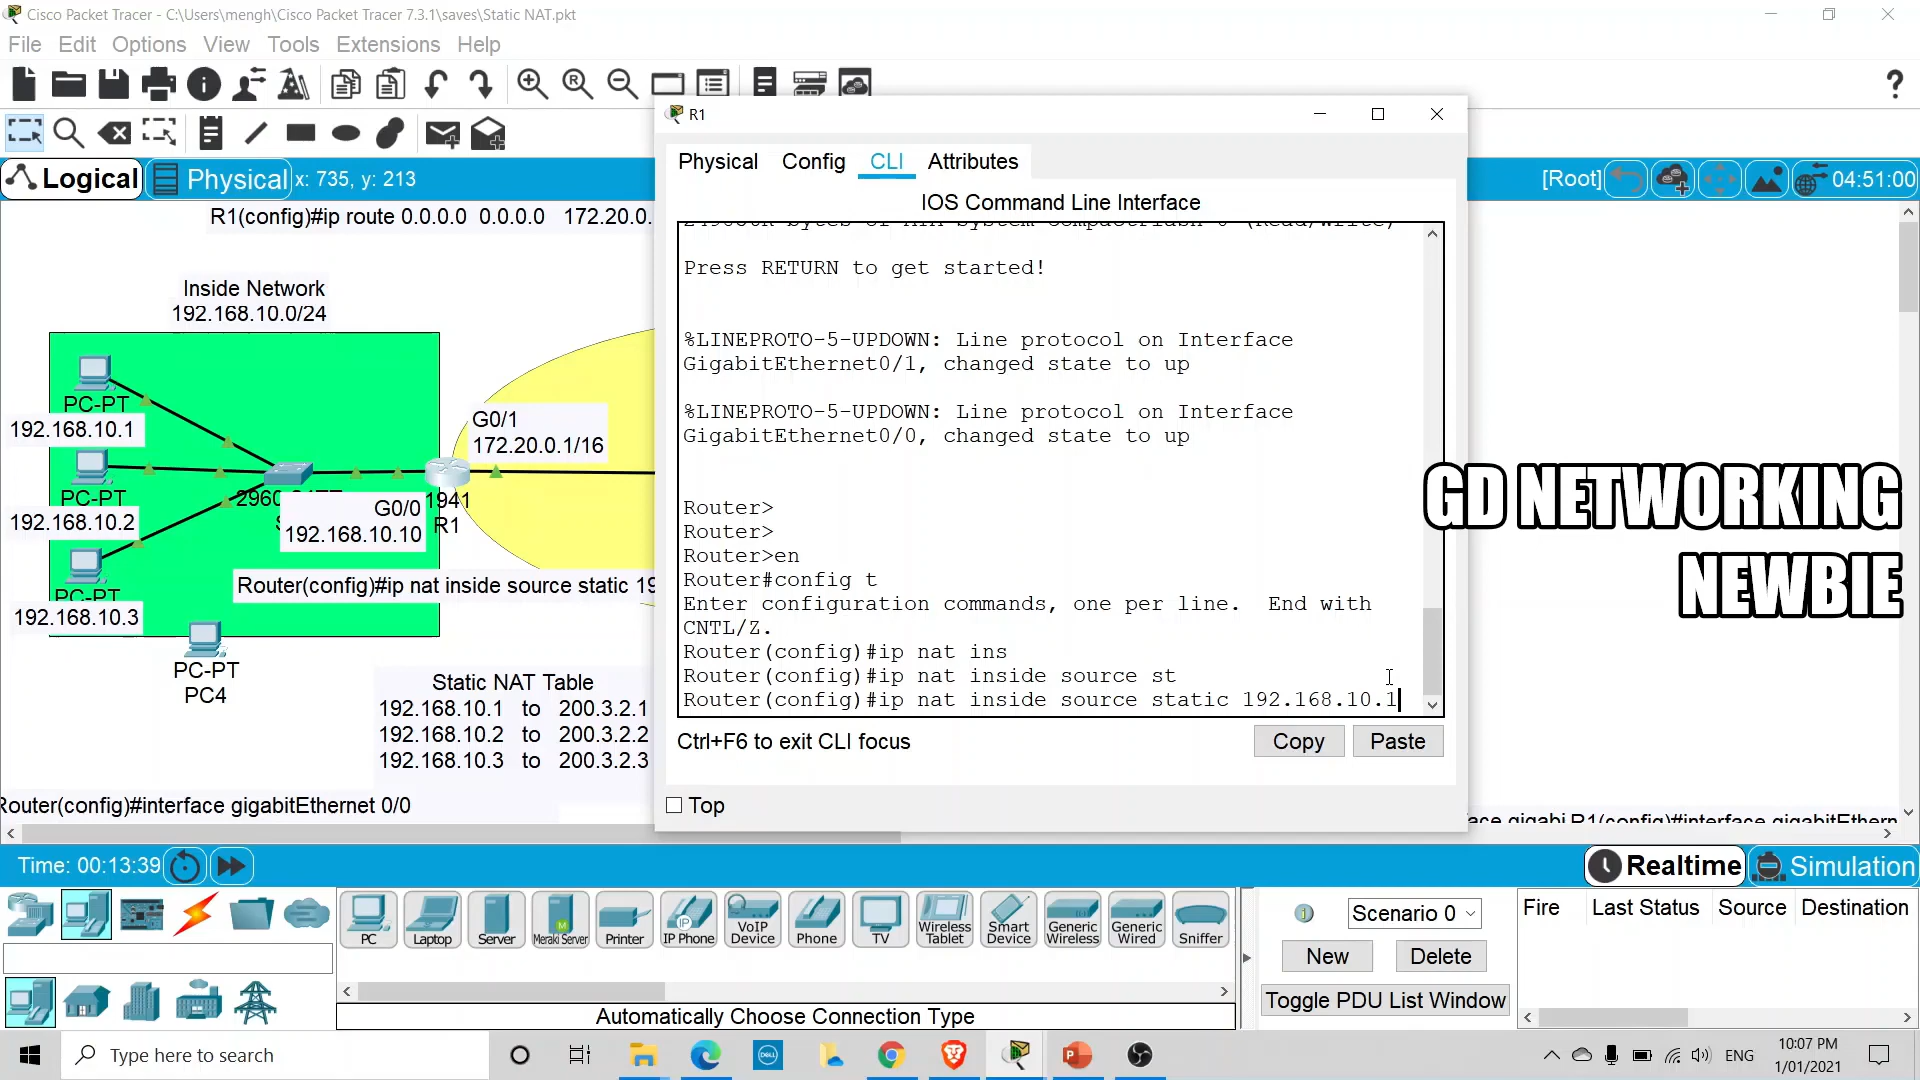 Cisco Packet Tracer - C:\Users\mengh\Cisco Packet Tracer 7.3.1\saves\Static NAT.pkt
File Edit Options View Tools Extensions Help
R1
Physical Config CLI Attributes
Logical Physical x: 735, y: 213
[Root] 04:51:00
IOS Command Line Interface
R1(config)#ip route 0.0.0.0 0.0.0.0 172.20.0.
Press RETURN to get started!
Inside Network
192.168.10.0/24
%LINEPROTO-5-UPDOWN: Line protocol on Interface
GigabitEthernet0/1, changed state to up
%LINEPROTO-5-UPDOWN: Line protocol on Interface
GigabitEthernet0/0, changed state to up
Router>
Router>
Router>en
Router#config t
Enter configuration commands, one per line. End with
CNTL/Z.
Router(config)#ip nat ins
Router(config)#ip nat inside source st
Router(config)#ip nat inside source static 192.168.10.1
Ctrl+F6 to exit CLI focus
Copy Paste
Top
PC-PT
192.168.10.1
PC-PT
192.168.10.2
PC-PT
192.168.10.3
G0/1
172.20.0.1/16
G0/0
192.168.10.10
1941
R1
Router(config)#ip nat inside source static 19
PC-PT
PC4
Static NAT Table
192.168.10.1 to 200.3.2.1
192.168.10.2 to 200.3.2.2
192.168.10.3 to 200.3.2.3
Router(config)#interface gigabitEthernet 0/0
R1(config)#interface gigabitEthern
GD NETWORKING
NEWBIE
Time: 00:13:39
Realtime Simulation
PC
Laptop
Server
Meraki Server
Printer
IP Phone
VoIP Device
Phone
TV
Wireless Tablet
Smart Device
Generic Wireless
Generic Wired
Sniffer
Automatically Choose Connection Type
Scenario 0
New Delete
Toggle PDU List Window
Fire Last Status Source Destination
Type here to search
ENG
10:07 PM
1/01/2021